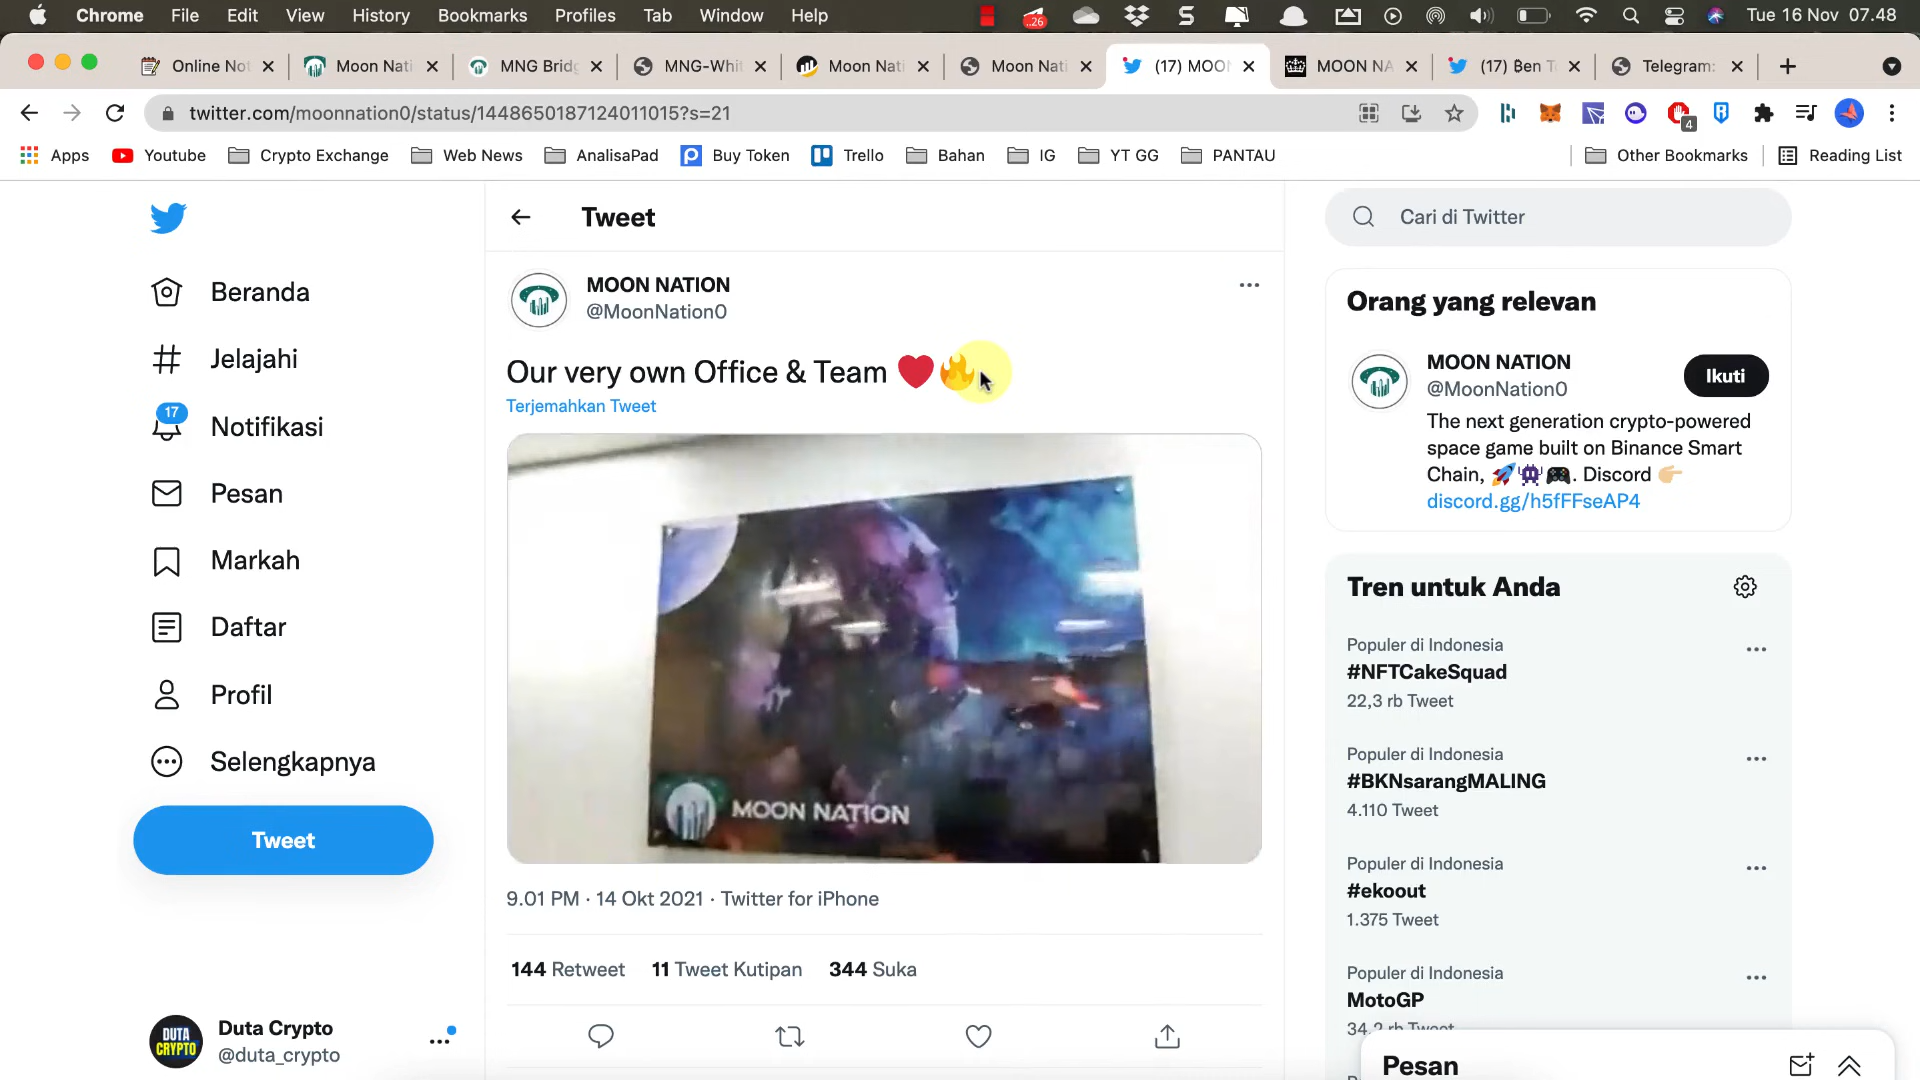 Chrome File Edit View History Bookmarks Profiles Tab Window Help
26
Tue 16 Nov 07.48
Online Not
Moon Nati
MNG Bridg
MNG-Whit
Moon Nati
Moon Nati
(17) MOON
MOON NA
(17) Ben T
Telegram:
twitter.com/moonnation0/status/1448650187124011015?s=21
4
Apps Youtube Crypto Exchange Web News AnalisaPad Buy Token Trello Bahan IG YT GG PANTAU Other Bookmarks Reading List
Beranda
Jelajahi
17
Notifikasi
Pesan
Markah
Daftar
Profil
Selengkapnya
Tweet
DUTA
CRYPTO
Duta Crypto
@duta_crypto
Tweet
MOON NATION
@MoonNation0
Our very own Office & Team ❤️🔥
Terjemahkan Tweet
MOON NATION
9.01 PM · 14 Okt 2021 · Twitter for iPhone
144 Retweet 11 Tweet Kutipan 344 Suka
Cari di Twitter
Orang yang relevan
MOON NATION
@MoonNation0
Ikuti
The next generation crypto-powered
space game built on Binance Smart
Chain, 🚀👾🎮. Discord 👉🏼
discord.gg/h5fFFseAP4
Tren untuk Anda
Populer di Indonesia
#NFTCakeSquad
22,3 rb Tweet
Populer di Indonesia
#BKNsarangMALING
4.110 Tweet
Populer di Indonesia
#ekoout
1.375 Tweet
Populer di Indonesia
MotoGP
34,2 rb Tweet
Pesan